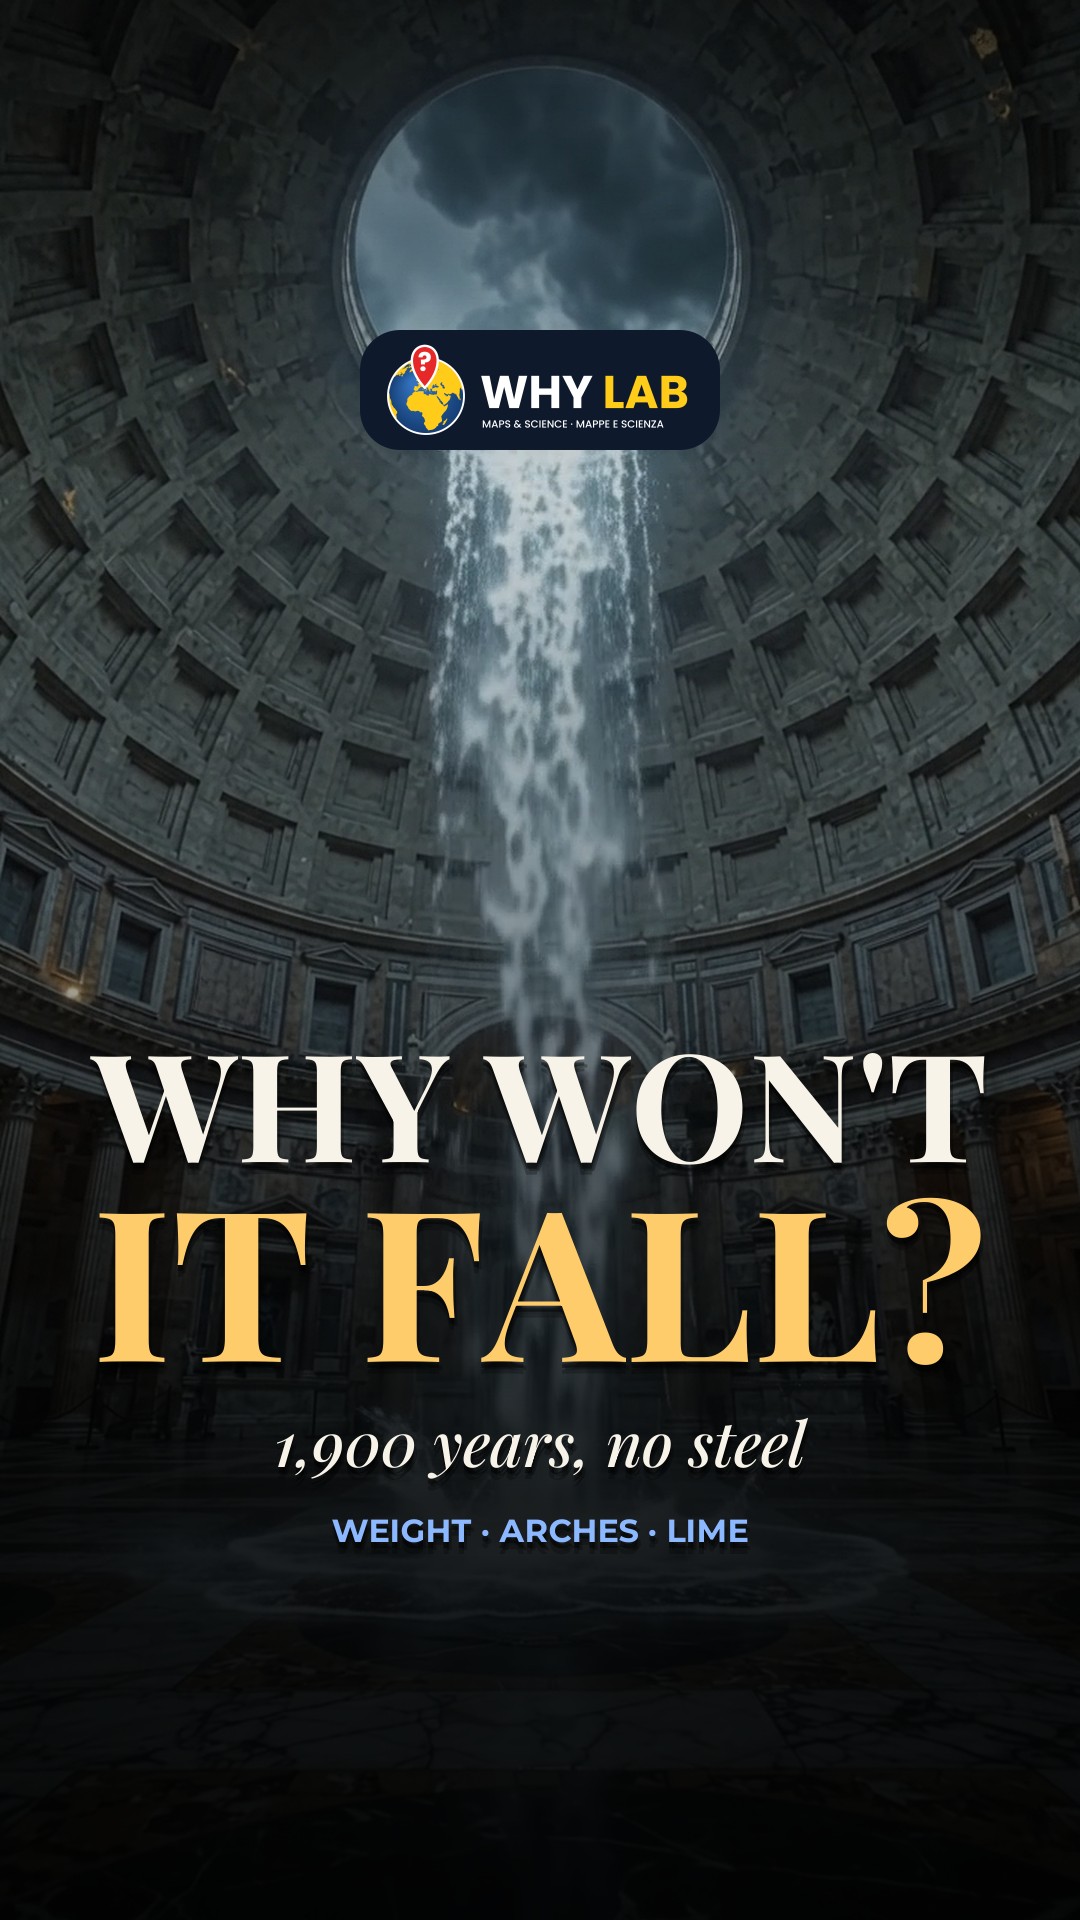 ?
WHY LAB
MAPS & SCIENCE · MAPPE E SCIENZA
WHY WON'T
IT FALL?
1,900 years, no steel
WEIGHT · ARCHES · LIME